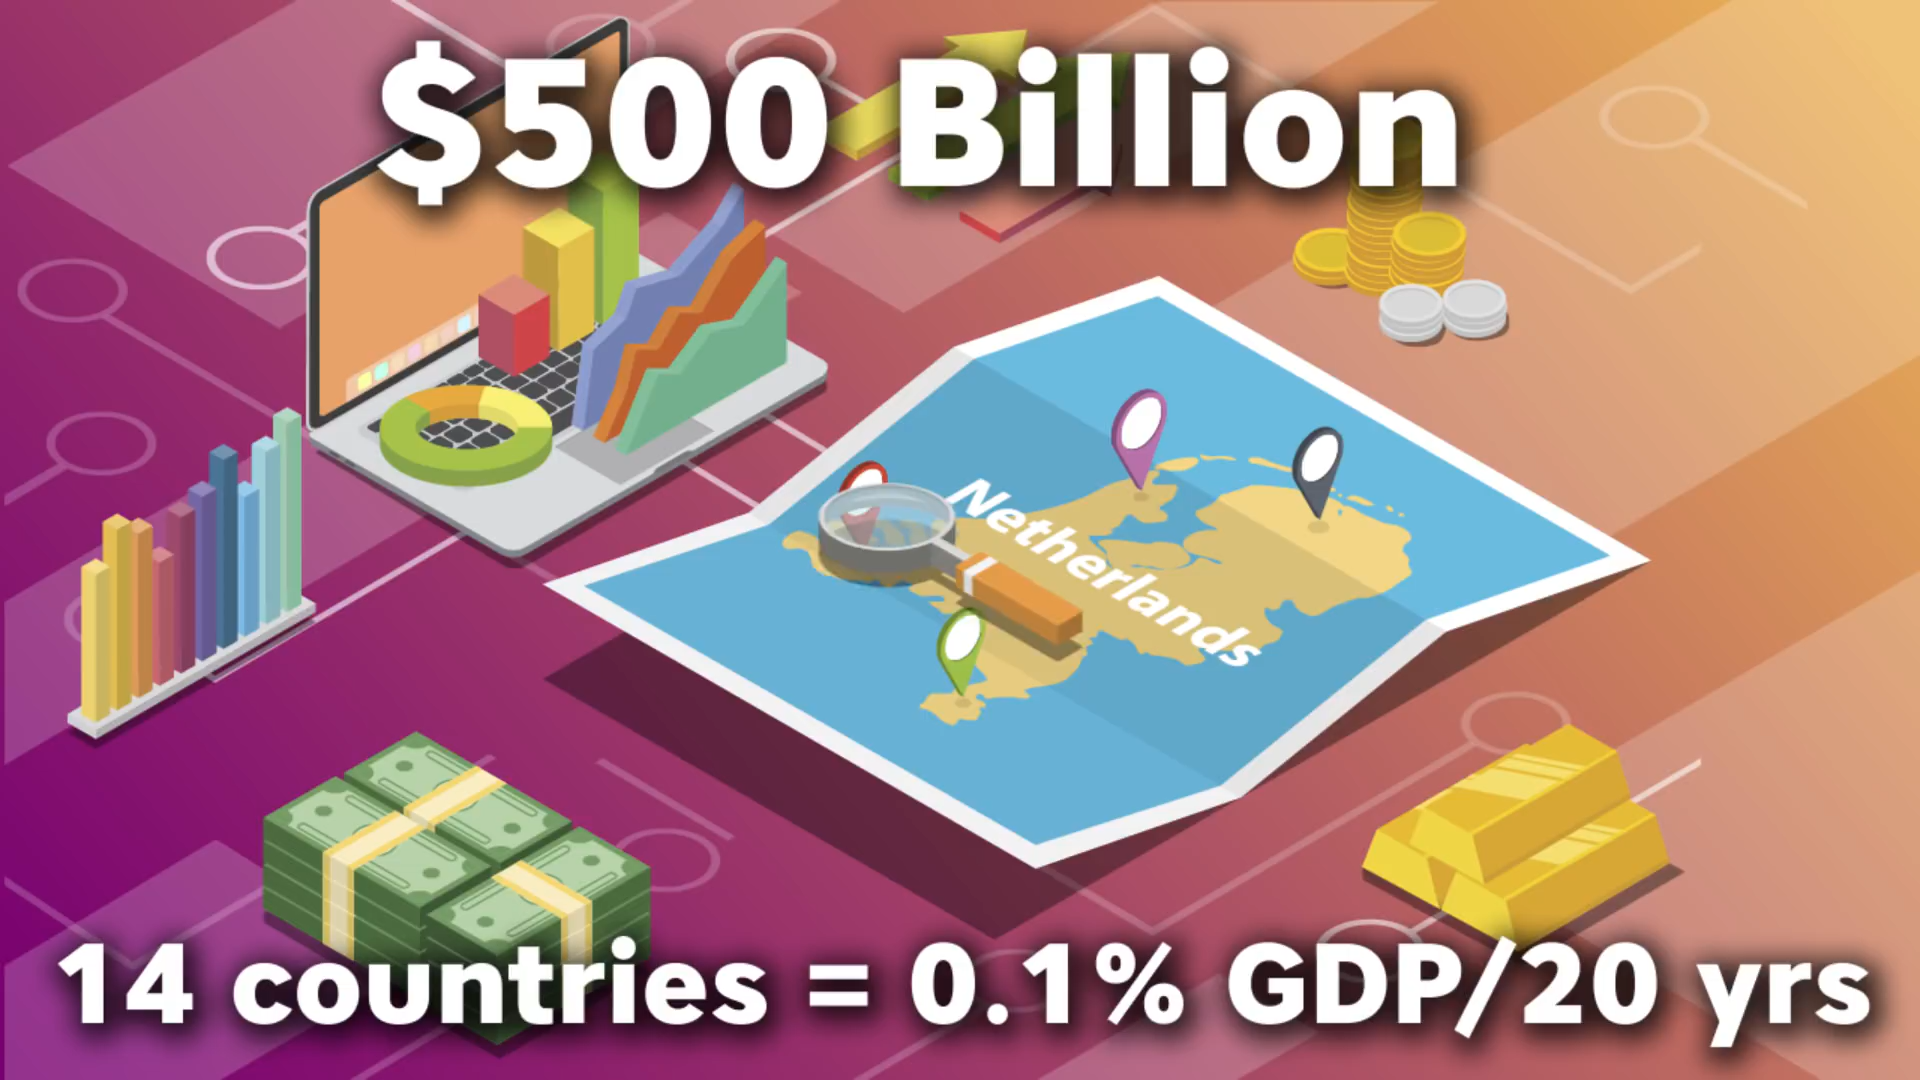 $500 Billion
Netherlands
14 countries = 0.1% GDP/20 yrs